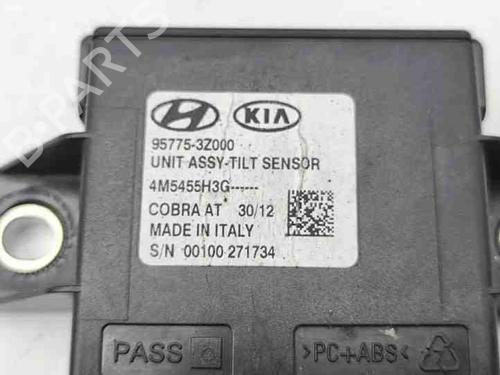 KIA
95775-3Z000
UNIT ASSY-TILT SENSOR
4M5455H3G------
COBRA AT 30/12
MADE IN ITALY
S/N 00100 271734
PASS
>PC+ABS<